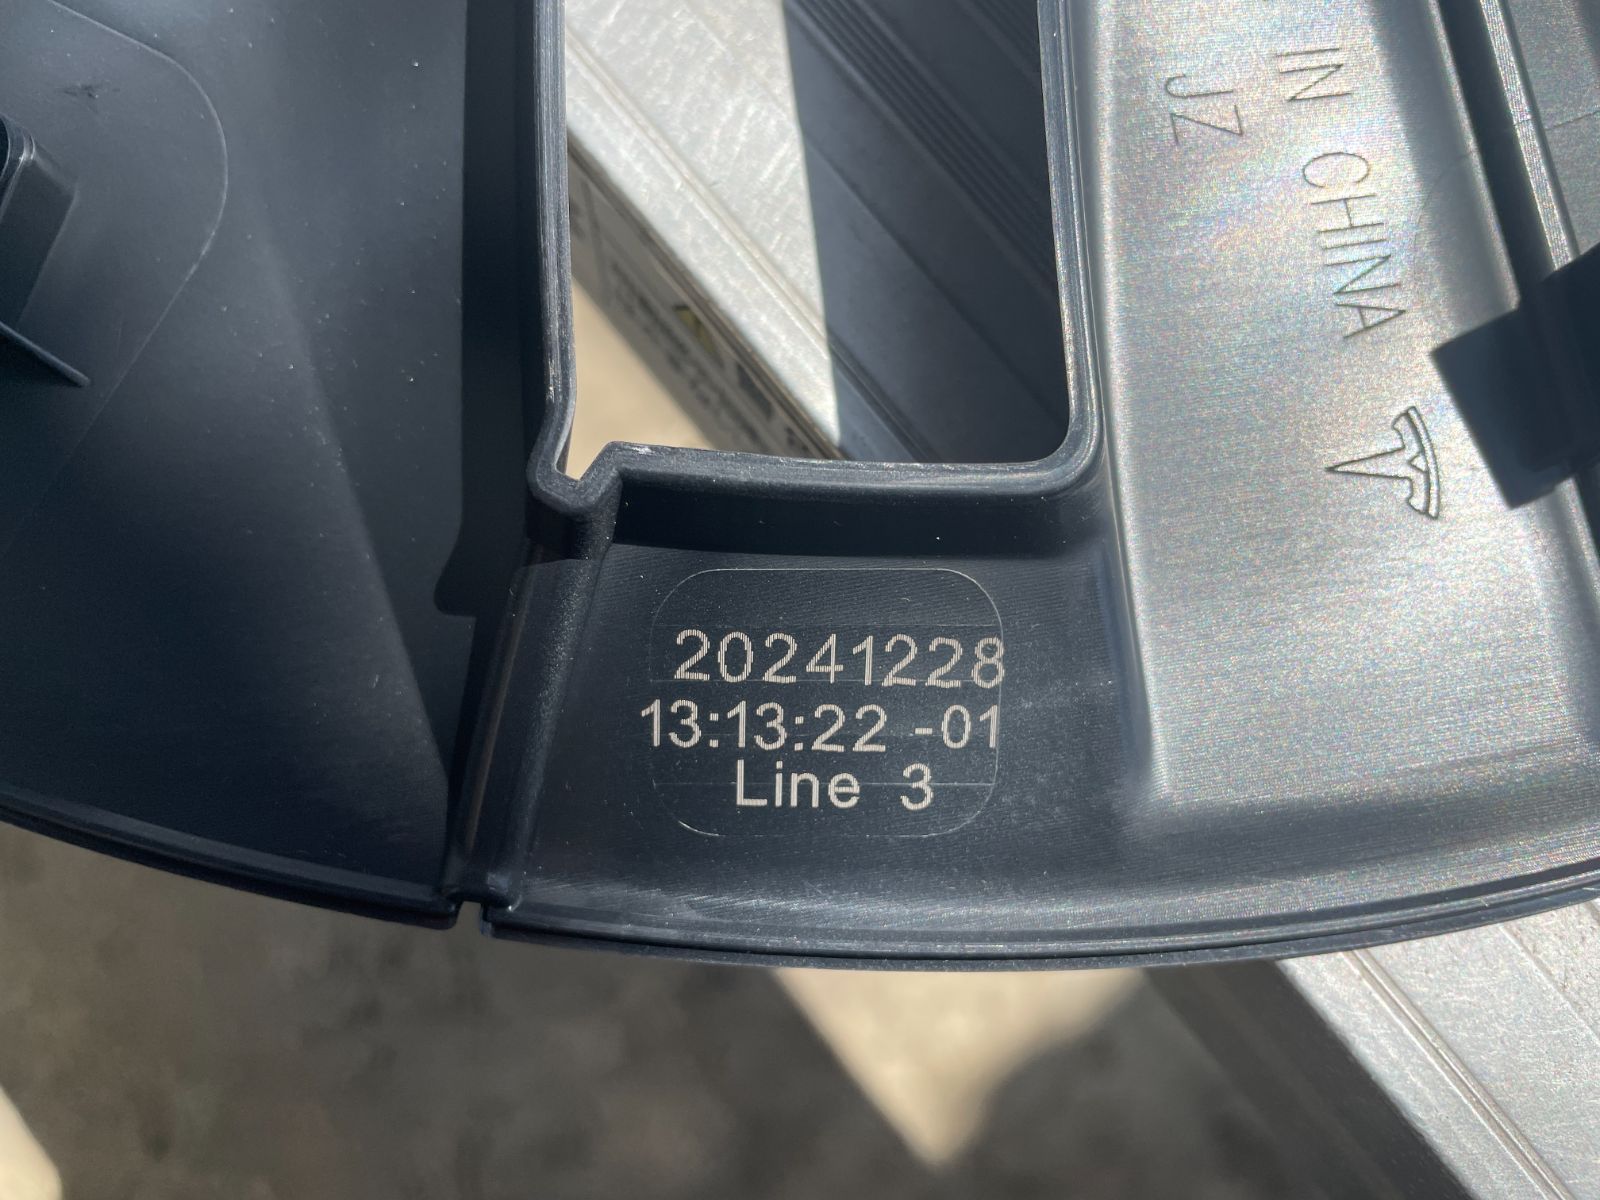 IN CHINA
JZ
20241228
13:13:22 -01
Line 3